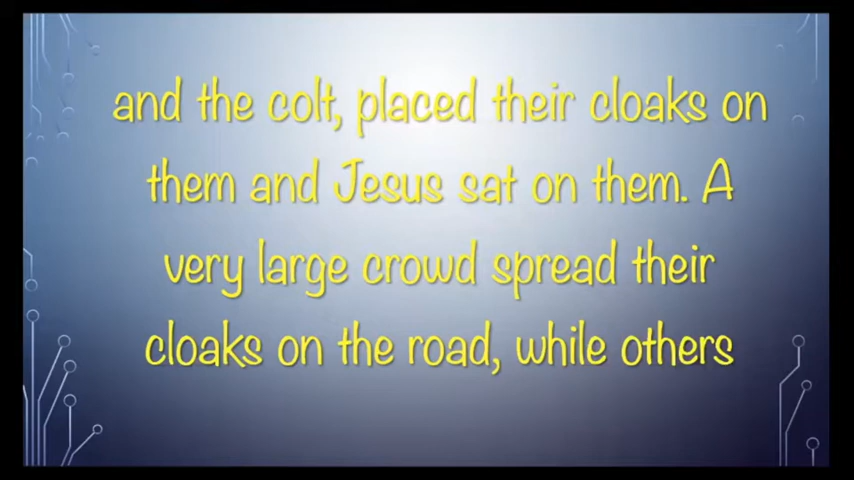 and the colt, placed their cloaks on
them and Jesus sat on them. A
very large crowd spread their
cloaks on the road, while others